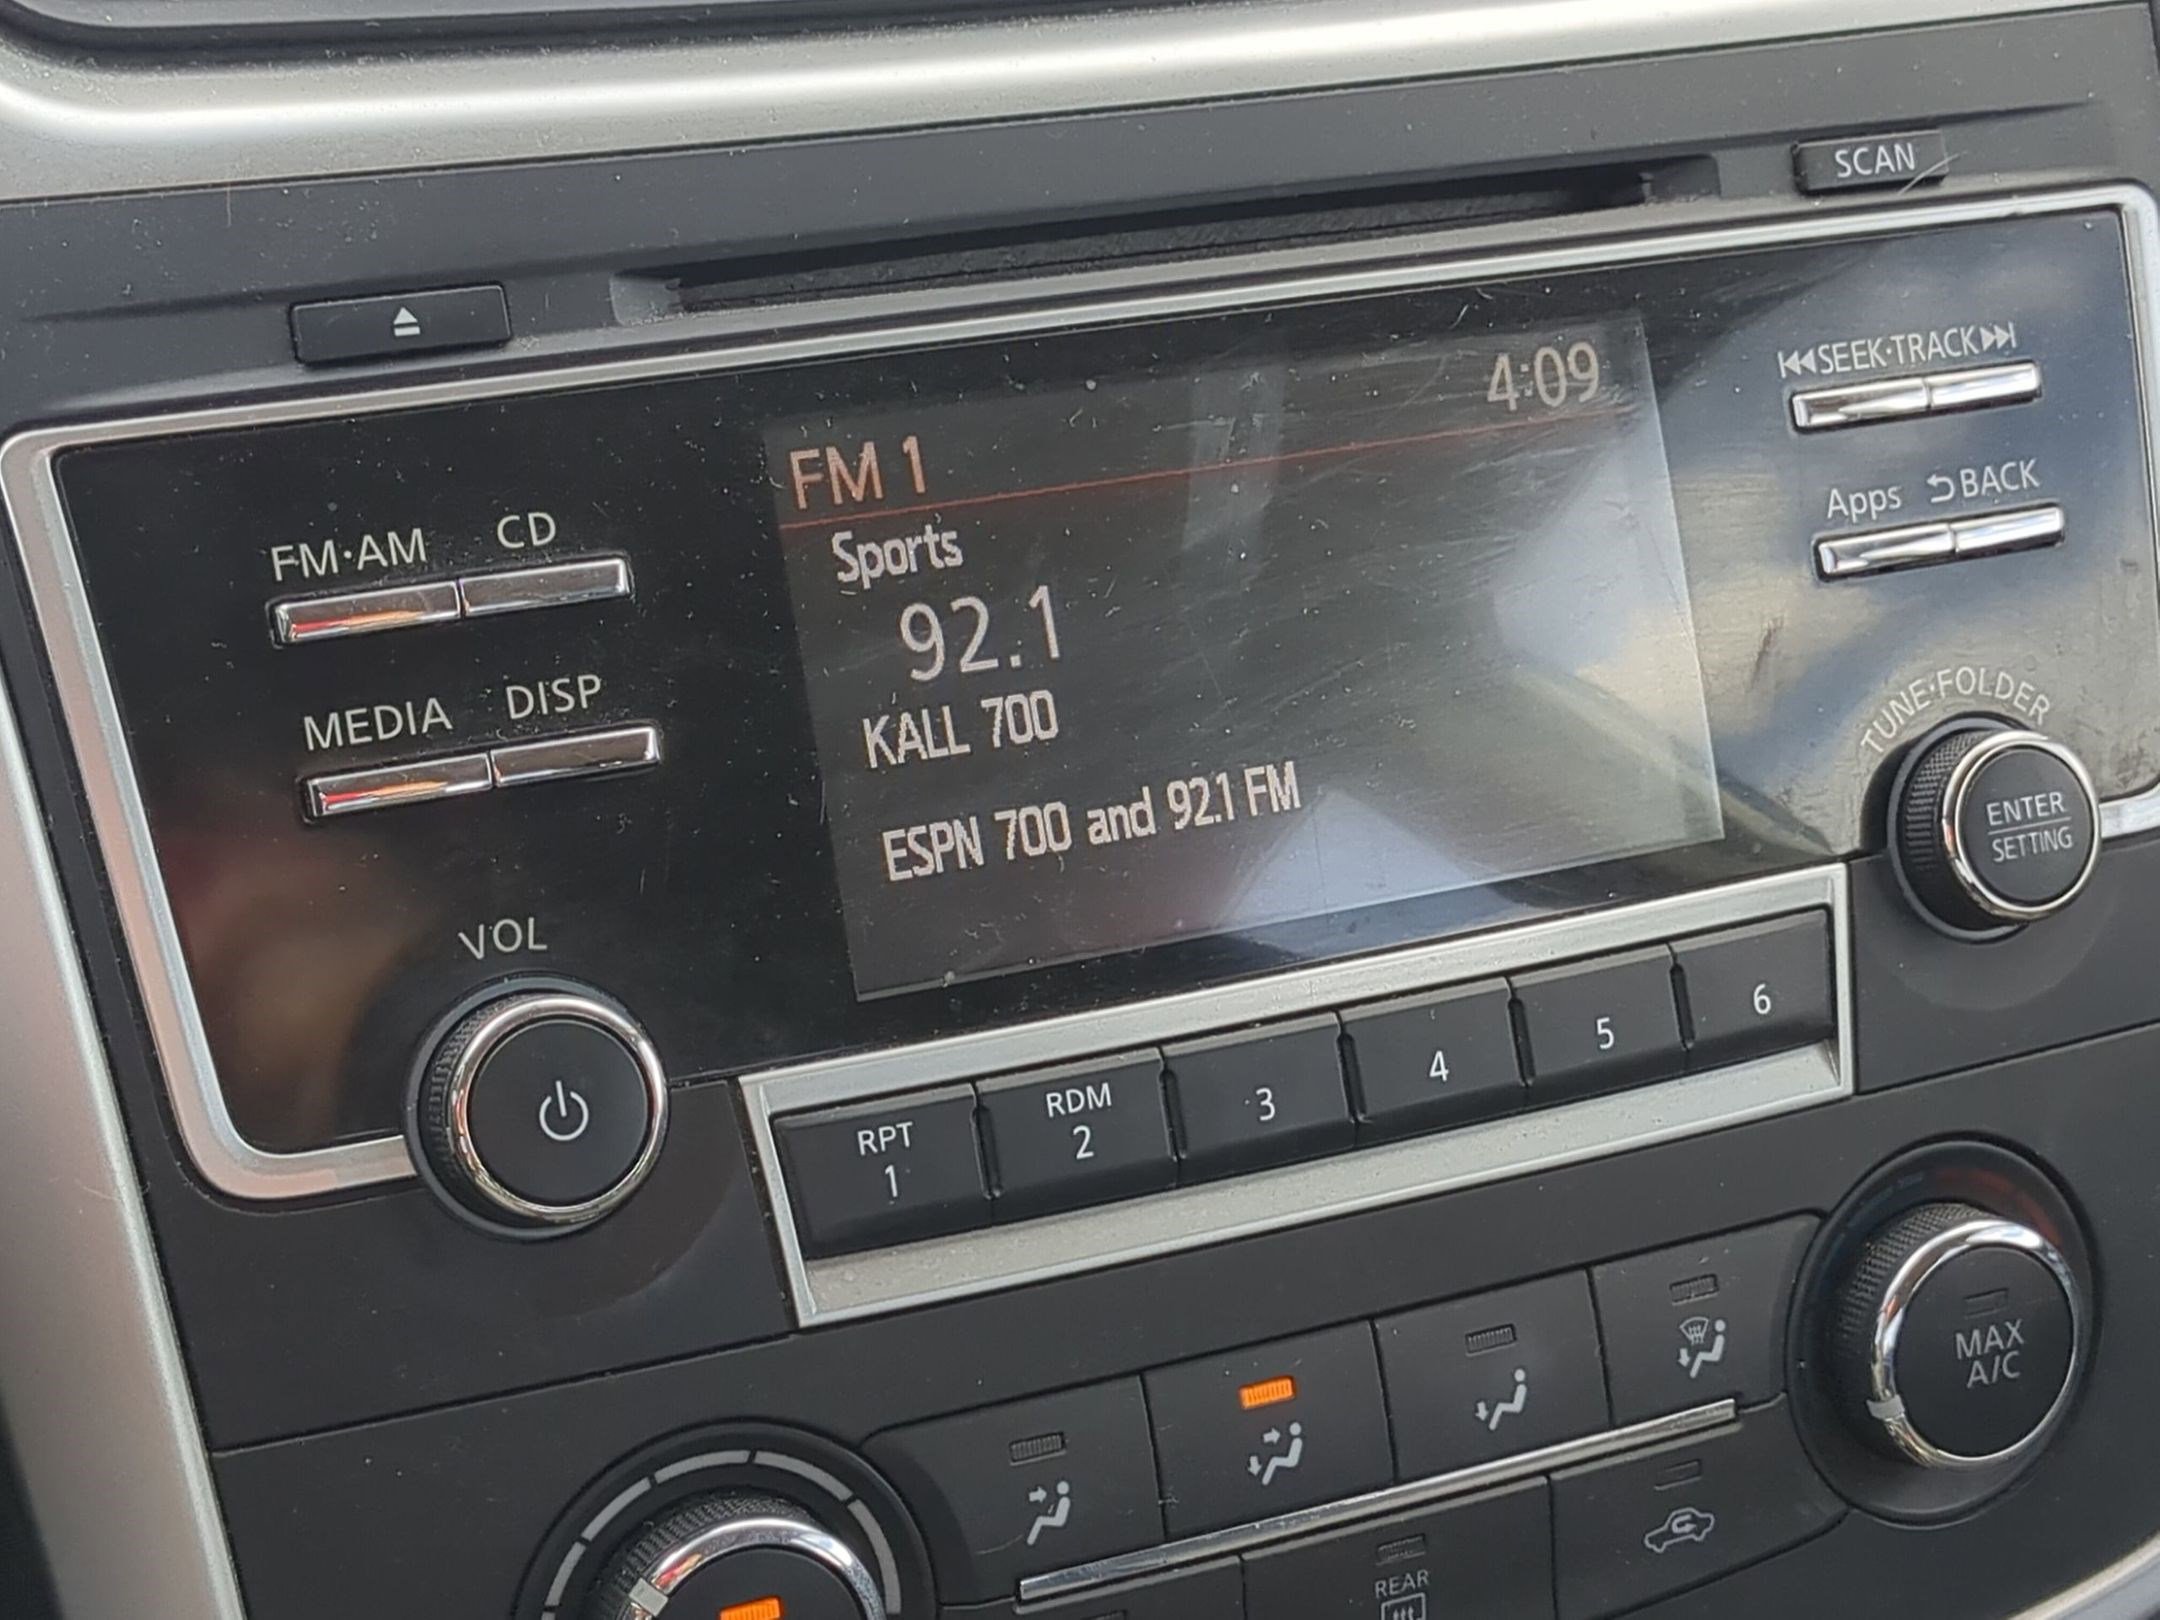 SCAN
4:09
FM 1
Sports
92.1
KALL 700
ESPN 700 and 92.1 FM
FM·AM CD
MEDIA DISP
VOL
SEEK·TRACK
Apps BACK
TUNE·FOLDER
ENTER
SETTING
RPT
1
RDM
2
3
4
5
6
MAX
A/C
REAR